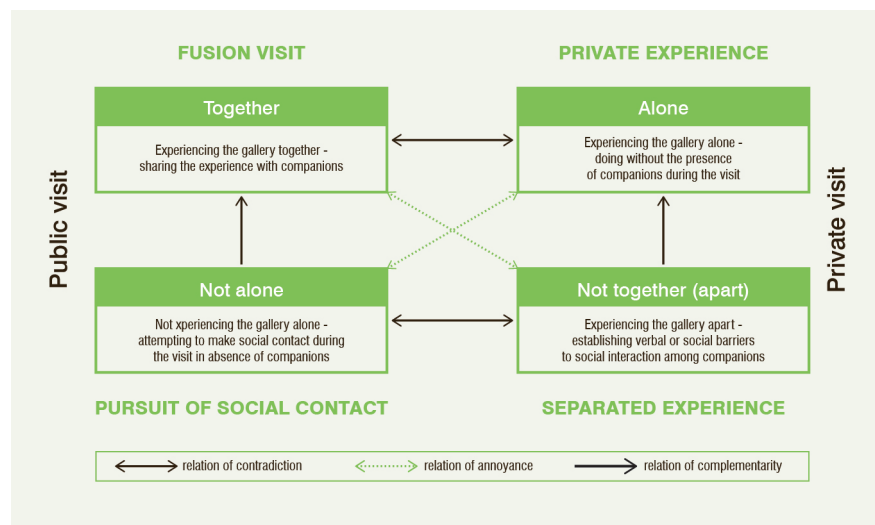 FUSION VISIT
PRIVATE EXPERIENCE
Public visit
Together
Experiencing the gallery together -
sharing the experience with companions
Alone
Experiencing the gallery alone -
doing without the presence
of companions during the visit
Private visit
Not alone
Not xperiencing the gallery alone -
attempting to make social contact during
the visit in absence of companions
Not together (apart)
Experiencing the gallery apart -
establishing verbal or social barriers
to social interaction among companions
PURSUIT OF SOCIAL CONTACT
SEPARATED EXPERIENCE
relation of contradiction
relation of annoyance
relation of complementarity